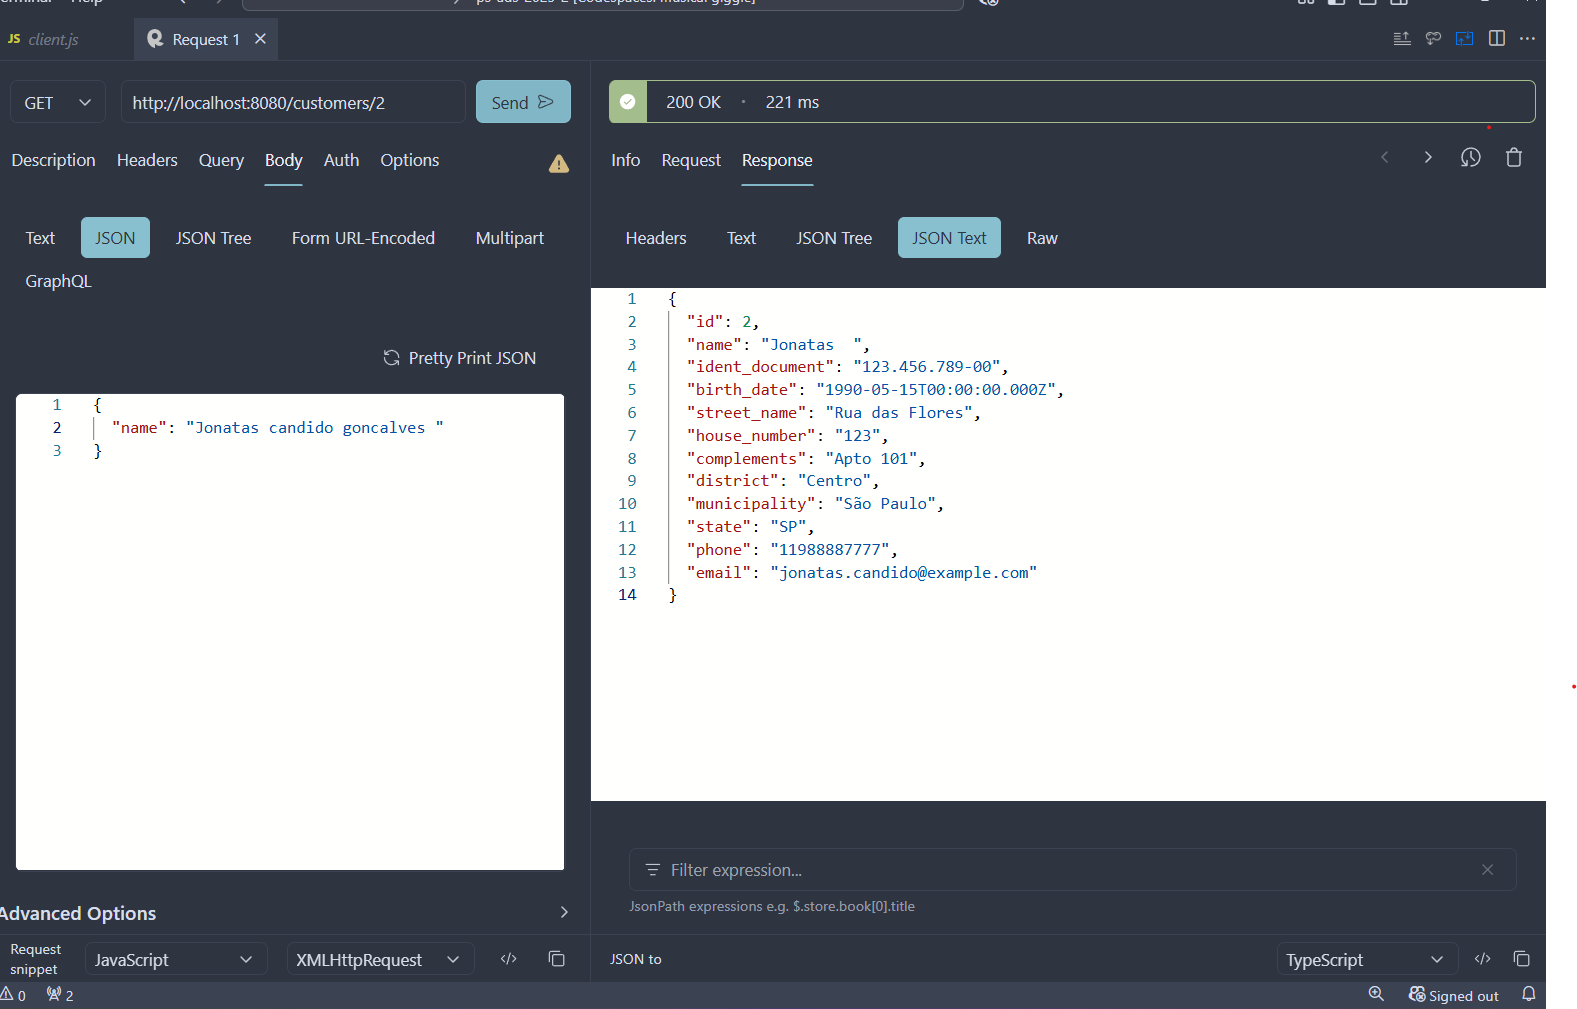 Help
JS client.js
Request 1
GET
http://localhost:8080/customers/2
Send
200 OK · 221 ms
Description Headers Query Body Auth Options
Info Request Response
Text JSON JSON Tree Form URL-Encoded Multipart
GraphQL
Headers Text JSON Tree JSON Text Raw
Pretty Print JSON
1 {
2 "name": "Jonatas candido goncalves "
3 }
1 {
2 "id": 2,
3 "name": "Jonatas  ",
4 "ident_document": "123.456.789-00",
5 "birth_date": "1990-05-15T00:00:00.000Z",
6 "street_name": "Rua das Flores",
7 "house_number": "123",
8 "complements": "Apto 101",
9 "district": "Centro",
10 "municipality": "São Paulo",
11 "state": "SP",
12 "phone": "11988887777",
13 "email": "jonatas.candido@example.com"
14 }
Filter expression...
JsonPath expressions e.g. $.store.book[0].title
Advanced Options
Request
snippet
JavaScript
XMLHttpRequest
JSON to
TypeScript
0
2
Signed out